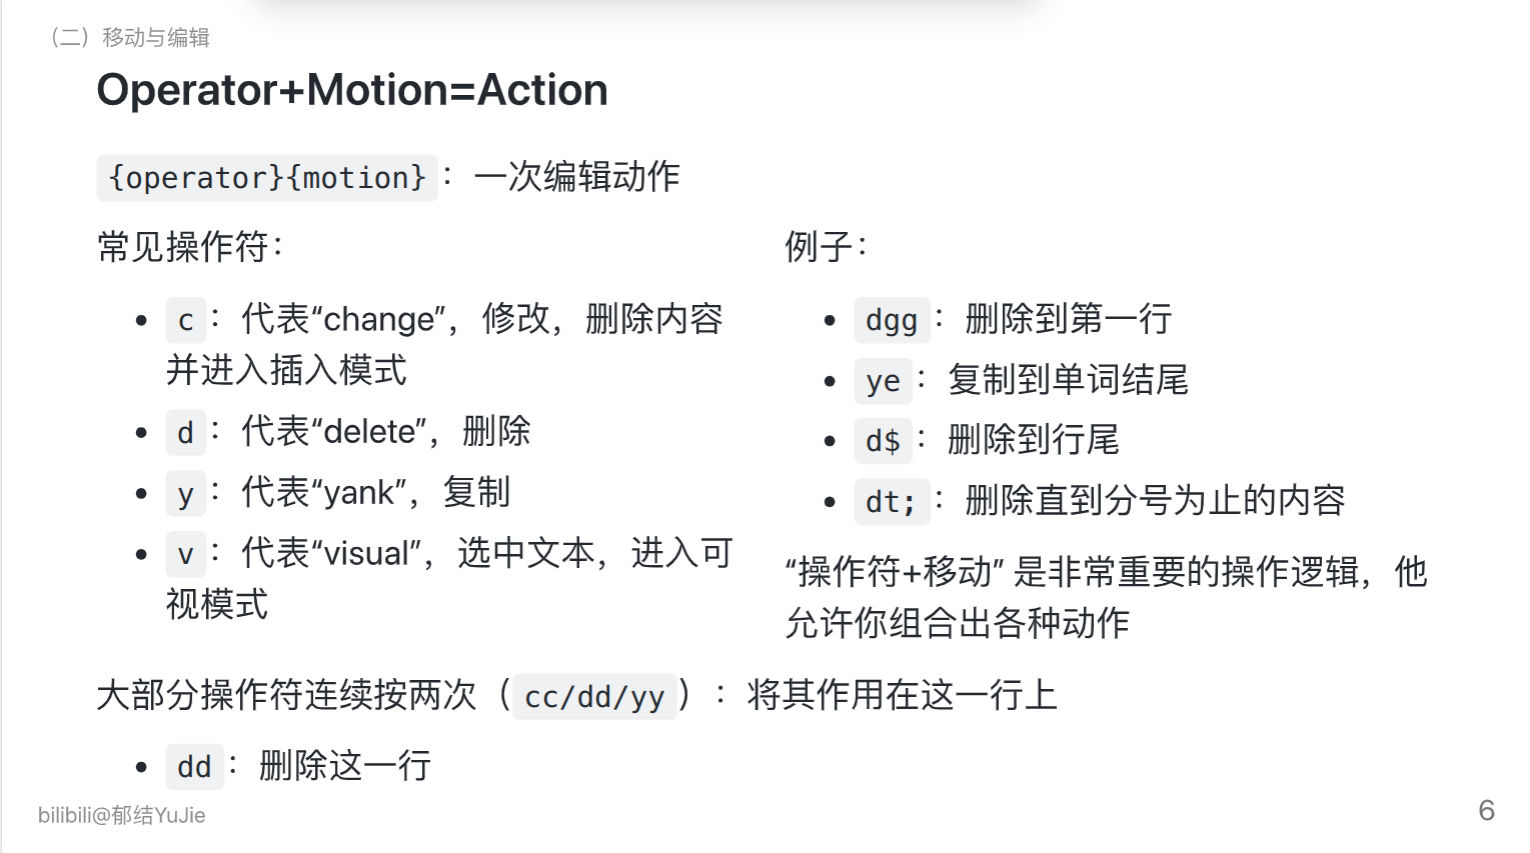 （二）移动与编辑
Operator+Motion=Action
{operator}{motion}：一次编辑动作
常见操作符：
c：代表“change”，修改，删除内容
并进入插入模式
d：代表“delete”，删除
y：代表“yank”，复制
v：代表“visual”，选中文本，进入可
视模式
例子：
dgg：删除到第一行
ye：复制到单词结尾
d$：删除到行尾
dt;：删除直到分号为止的内容
“操作符+移动” 是非常重要的操作逻辑，他
允许你组合出各种动作
大部分操作符连续按两次（cc/dd/yy）：将其作用在这一行上
dd：删除这一行
bilibili@郁结YuJie
6